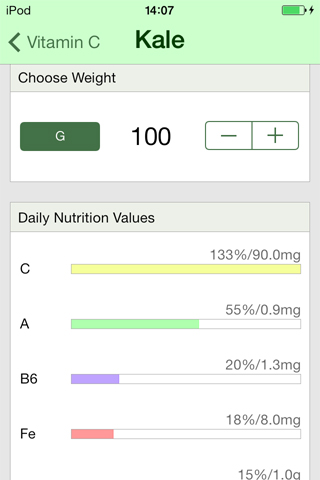 iPod 14:07
Vitamin C Kale
Choose Weight
G 100 − +
Daily Nutrition Values
133%/90.0mg
C
55%/0.9mg
A
20%/1.3mg
B6
18%/8.0mg
Fe
15%/1.0g